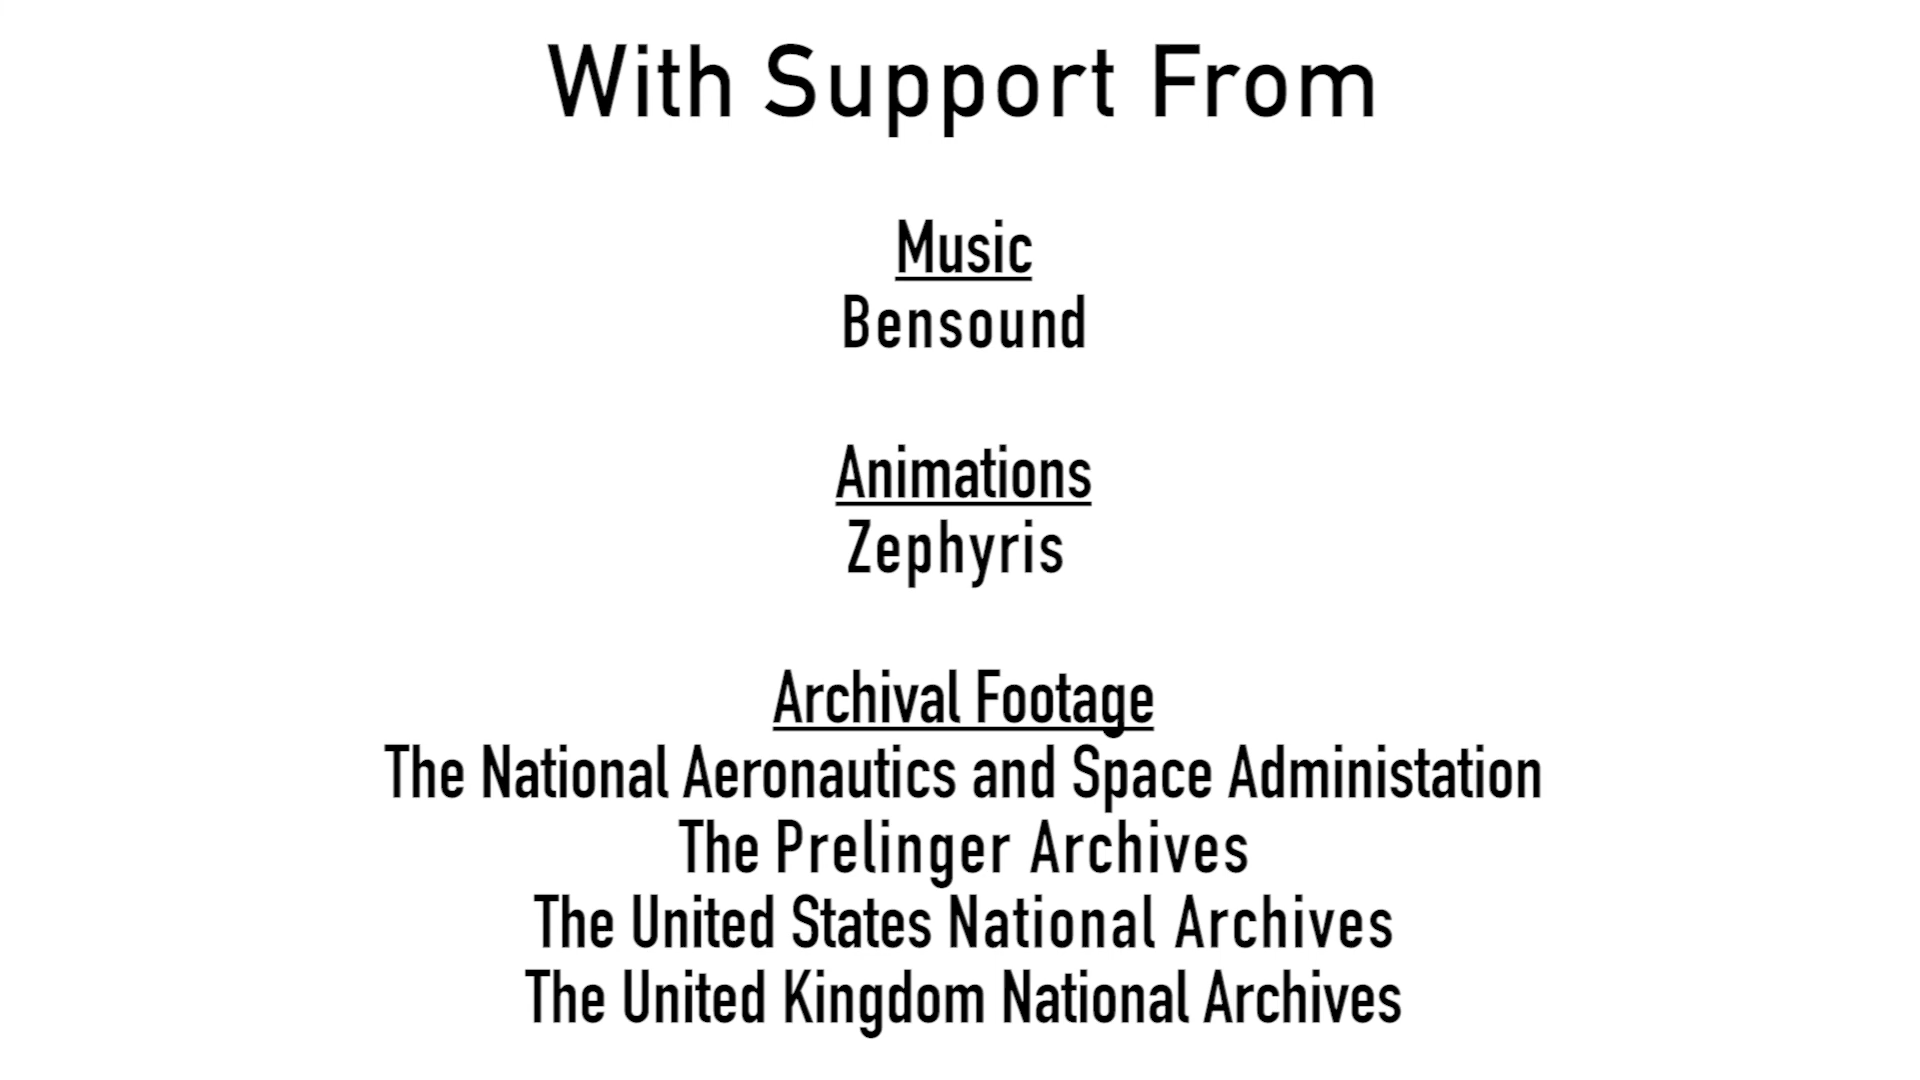 With Support From
Music
Bensound
Animations
Zephyris
Archival Footage
The National Aeronautics and Space Administation
The Prelinger Archives
The United States National Archives
The United Kingdom National Archives